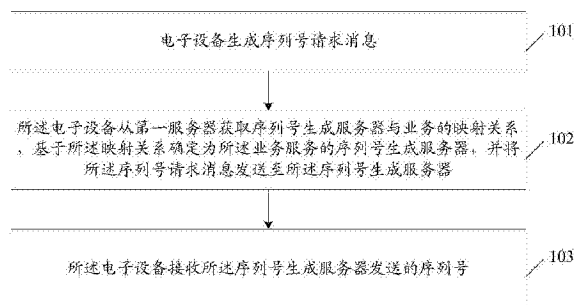 电子设备生成序列号请求消息
101
所述电子设备从第一服务器获取序列号生成服务器与业务的映射关系
、基于所述映射关系确定为所述业务服务的序列号生成服务器，并将
所述序列号请求消息发送至所述序列号生成服务器
102
所述电子设备接收所述序列号生成服务器发送的序列号
103